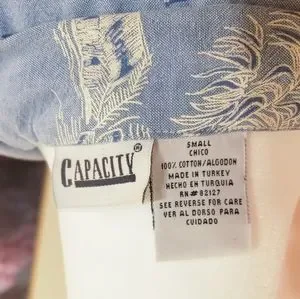 CAPACITY®
SMALL
CHICO
100% COTTON/ALGODON
MADE IN TURKEY
HECHO EN TURQUIA
RN# 82127
SEE REVERSE FOR CARE
VER AL DORSO PARA
CUIDADO